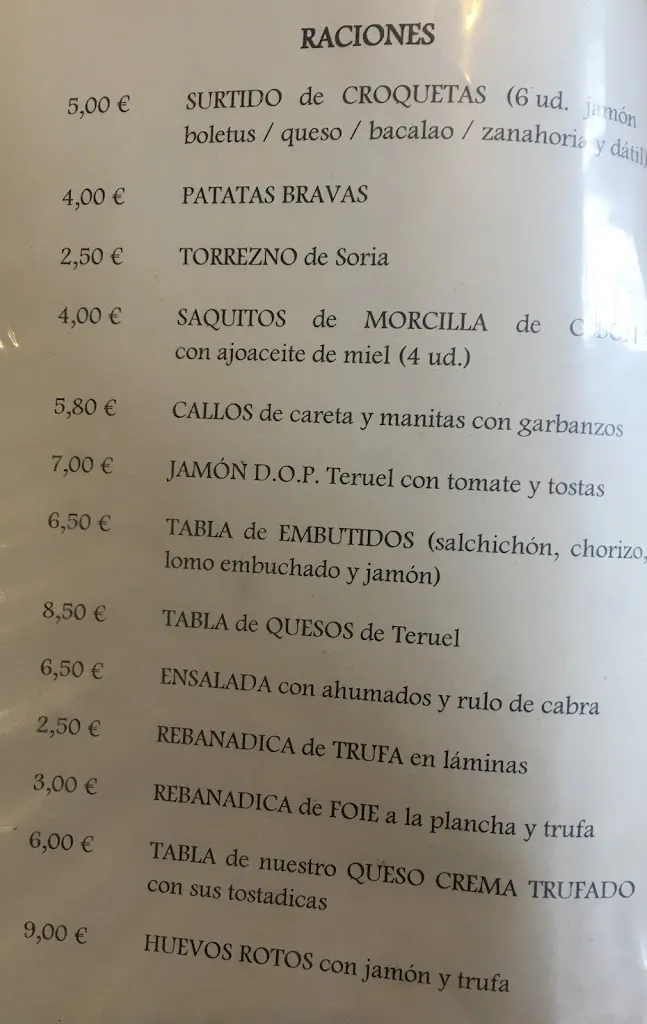 RACIONES
5,00 € SURTIDO de CROQUETAS (6 ud. jamón
boletus / queso / bacalao / zanahoria y dátil)
4,00 € PATATAS BRAVAS
2,50 € TORREZNO de Soria
4,00 € SAQUITOS de MORCILLA de
con ajoaceite de miel (4 ud.)
5,80 € CALLOS de careta y manitas con garbanzos
7,00 € JAMÓN D.O.P. Teruel con tomate y tostas
6,50 € TABLA de EMBUTIDOS (salchichón, chorizo,
lomo embuchado y jamón)
8,50 € TABLA de QUESOS de Teruel
6,50 € ENSALADA con ahumados y rulo de cabra
2,50 € REBANADICA de TRUFA en láminas
3,00 € REBANADICA de FOIE a la plancha y trufa
6,00 € TABLA de nuestro QUESO CREMA TRUFADO
con sus tostadicas
9,00 € HUEVOS ROTOS con jamón y trufa